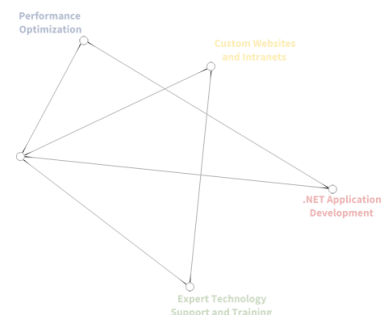 Performance
Optimization
Custom Websites
and Intranets
.NET Application
Development
Expert Technology
Support and Training